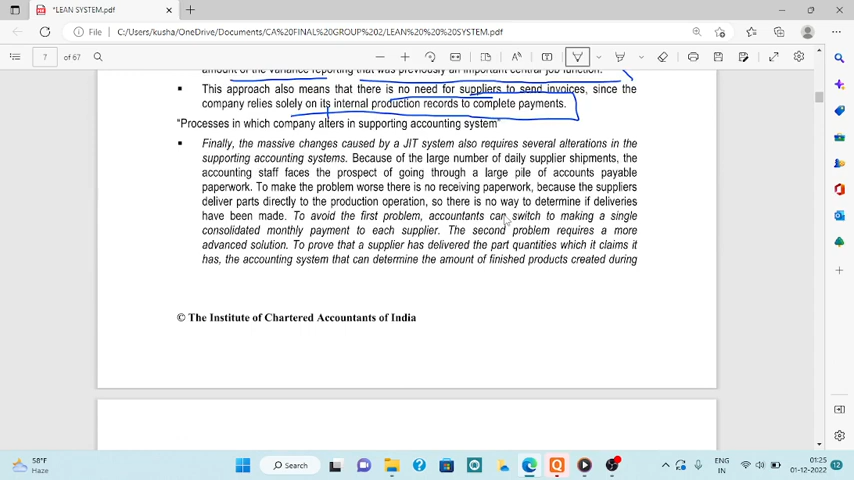 *LEAN SYSTEM.pdf
File
C:/Users/kusha/OneDrive/Documents/CA%20FINAL%20GROUP%202/LEAN%20%20%20SYSTEM.pdf
7 of 67
amount of the variance reporting that was previously an important central job function.
This approach also means that there is no need for suppliers to send invoices, since the
company relies solely on its internal production records to complete payments.
"Processes in which company alters in supporting accounting system"
Finally, the massive changes caused by a JIT system also requires several alterations in the
supporting accounting systems. Because of the large number of daily supplier shipments, the
accounting staff faces the prospect of going through a large pile of accounts payable
paperwork. To make the problem worse there is no receiving paperwork, because the suppliers
deliver parts directly to the production operation, so there is no way to determine if deliveries
have been made. To avoid the first problem, accountants can switch to making a single
consolidated monthly payment to each supplier. The second problem requires a more
advanced solution. To prove that a supplier has delivered the part quantities which it claims it
has, the accounting system that can determine the amount of finished products created during
© The Institute of Chartered Accountants of India
58°F
Haze
Search
ENG
IN
01:25
01-12-2022
12